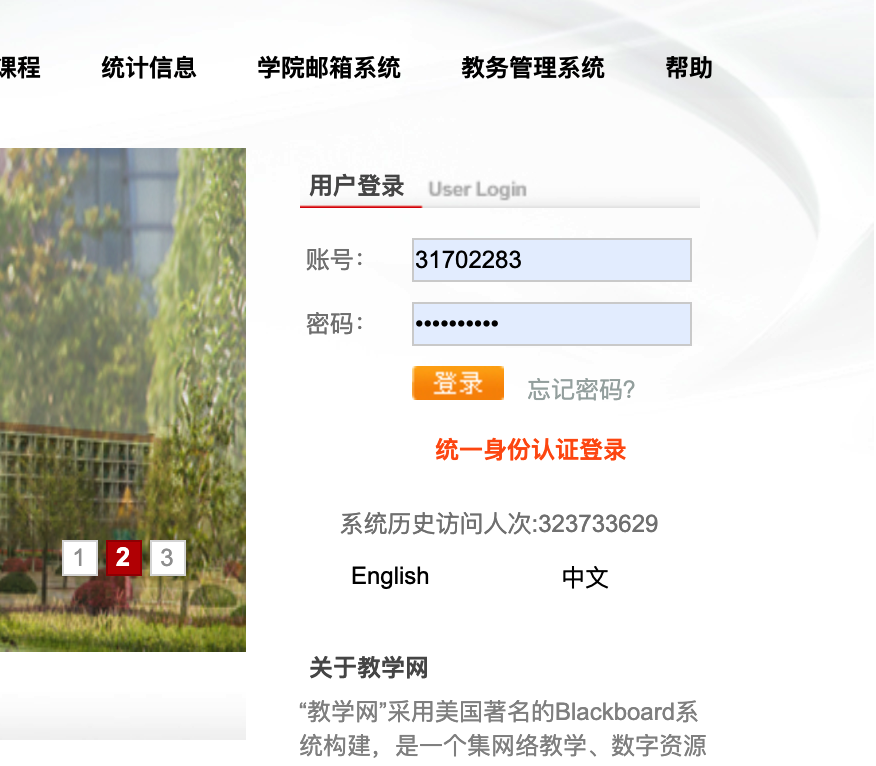 课程 统计信息 学院邮箱系统 教务管理系统 帮助
用户登录 User Login
账号： 31702283
密码： ••••••••••
登录 忘记密码?
统一身份认证登录
系统历史访问人次:323733629
1 2 3
English 中文
关于教学网
“教学网”采用美国著名的Blackboard系
统构建，是一个集网络教学、数字资源